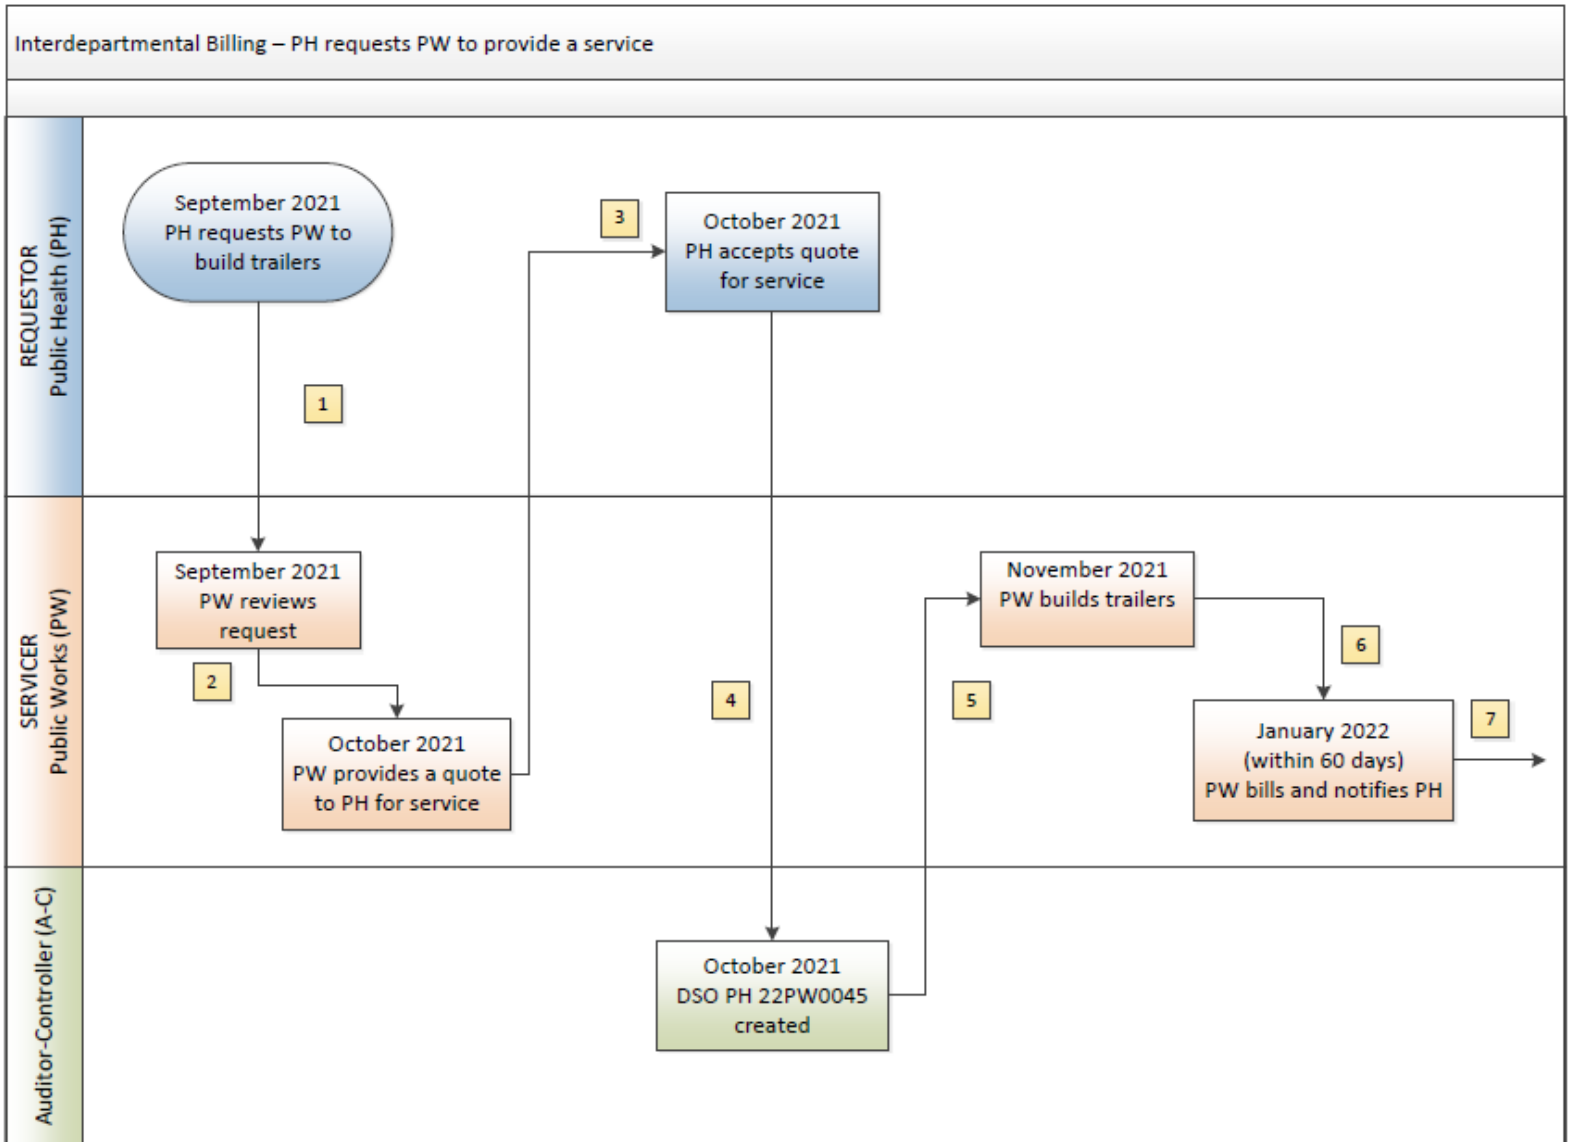 Interdepartmental Billing – PH requests PW to provide a service
REQUESTOR
Public Health (PH)
September 2021
PH requests PW to
build trailers
1
3
October 2021
PH accepts quote
for service
SERVICER
Public Works (PW)
September 2021
PW reviews
request
2
October 2021
PW provides a quote
to PH for service
4
5
November 2021
PW builds trailers
6
January 2022
(within 60 days)
PW bills and notifies PH
7
Auditor-Controller (A-C)
October 2021
DSO PH 22PW0045
created